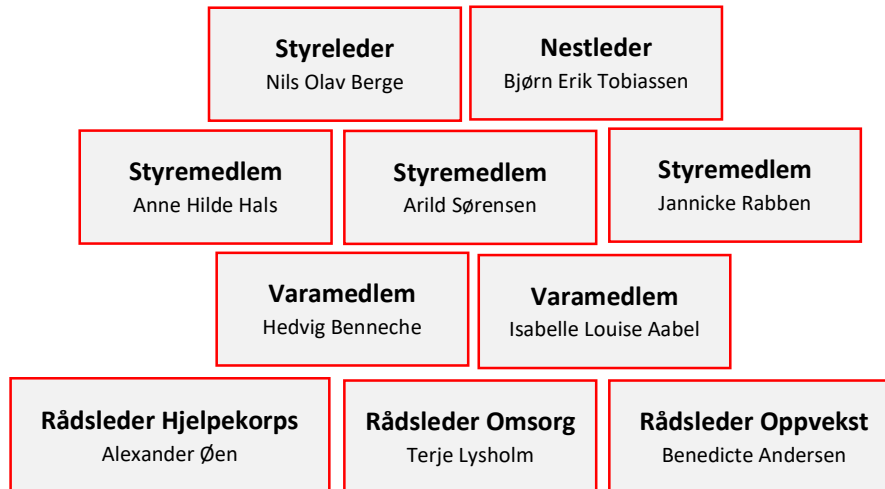 Styreleder
Nils Olav Berge
Nestleder
Bjørn Erik Tobiassen
Styremedlem
Anne Hilde Hals
Styremedlem
Arild Sørensen
Styremedlem
Jannicke Rabben
Varamedlem
Hedvig Benneche
Varamedlem
Isabelle Louise Aabel
Rådsleder Hjelpekorps
Alexander Øen
Rådsleder Omsorg
Terje Lysholm
Rådsleder Oppvekst
Benedicte Andersen